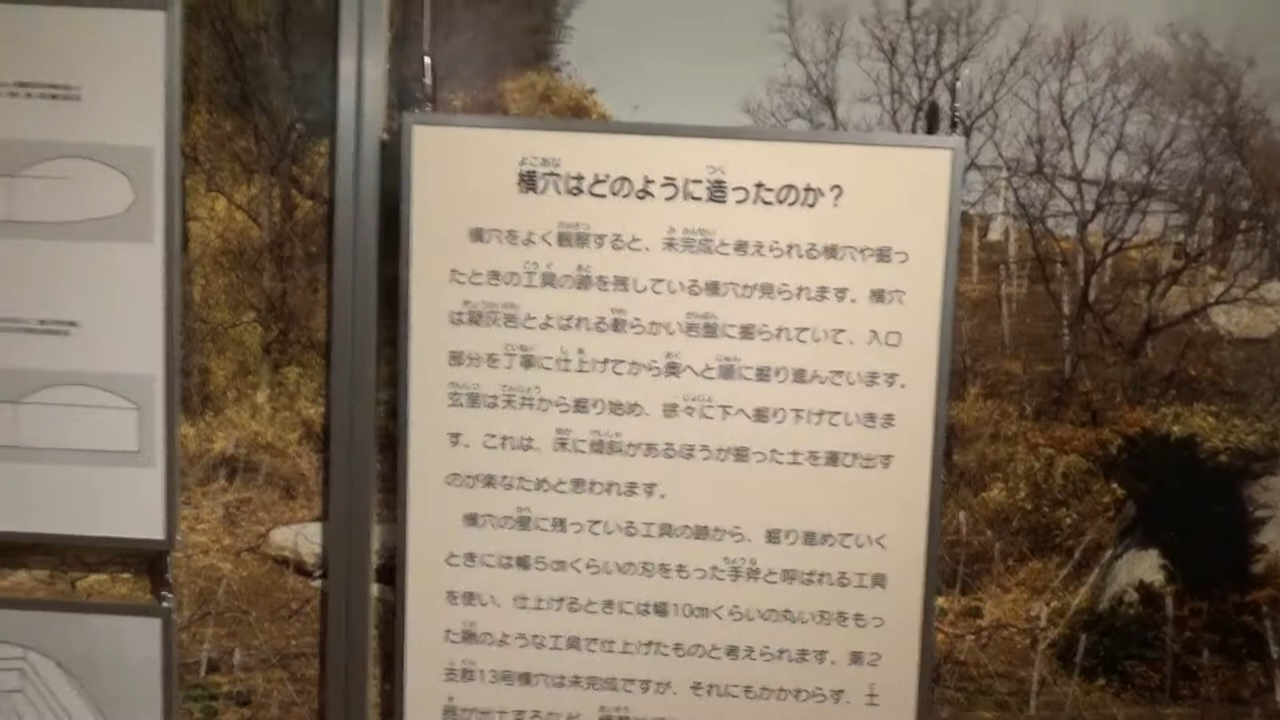 横穴はどのように造ったのか？
横穴をよく観察すると、未完成と考えられる横穴や掘っ
たときの工具の跡を残している横穴が見られます。横穴
は凝灰岩とよばれる軟らかい岩盤に掘られていて、入口
部分を丁寧に仕上げてから奥へと順に掘り進んでいます。
玄室は天井から掘り始め、徐々に下へ掘り下げていきま
す。これは、床に傾斜があるほうが掘った土を運び出す
のが楽なためと思われます。
横穴の壁に残っている工具の跡から、掘り進めていく
ときには幅5㎝くらいの刃をもった手斧と呼ばれる工具
を使い、仕上げるときには幅10㎝くらいの丸い刃をもっ
た鍬のような工具で仕上げたものと考えられます。第2
支群13号横穴は未完成ですが、それにもかかわらず、土
器が出土するなど、